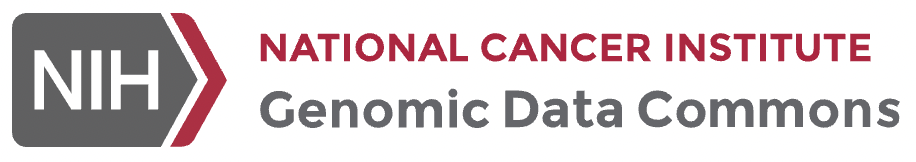 NIH
NATIONAL CANCER INSTITUTE
Genomic Data Commons